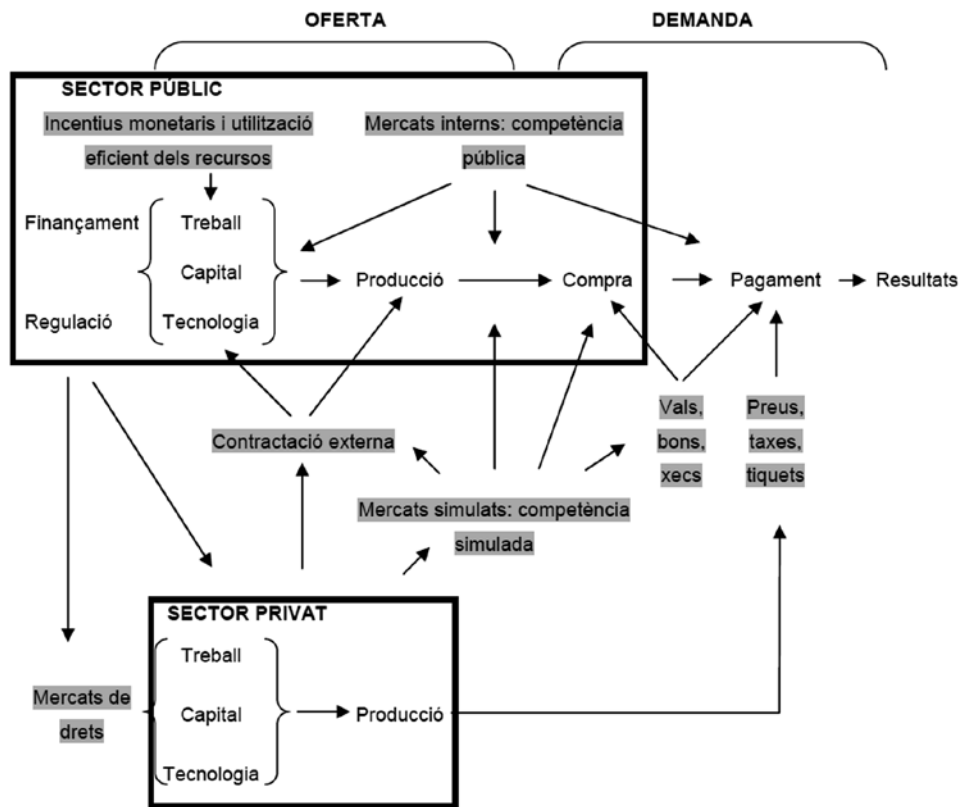 OFERTA
DEMANDA
SECTOR PÚBLIC
Incentius monetaris i utilització
eficient dels recursos
Mercats interns: competència
pública
Finançament
Treball
Capital
Producció
Compra
Pagament
Resultats
Regulació
Tecnologia
Contractació externa
Vals,
bons,
xecs
Preus,
taxes,
tiquets
Mercats simulats: competència
simulada
SECTOR PRIVAT
Treball
Mercats de
drets
Capital
Producció
Tecnologia